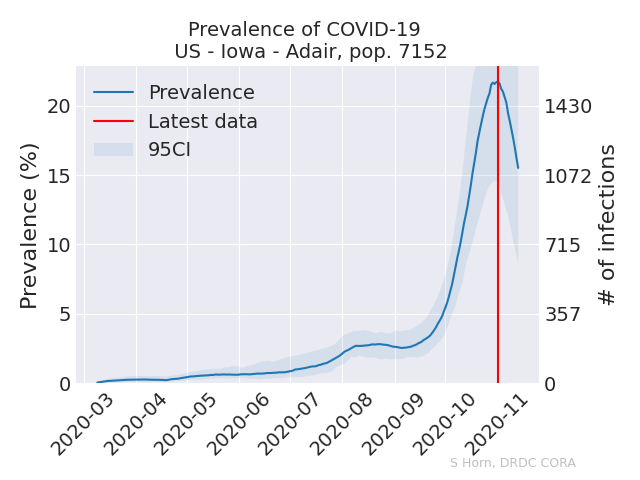 Prevalence of COVID-19
US - Iowa - Adair, pop. 7152
Prevalence
Latest data
95CI
Prevalence (%)
20
15
10
5
0
1430
1072
715
357
0
# of infections
2020-03
2020-04
2020-05
2020-06
2020-07
2020-08
2020-09
2020-10
2020-11
S Horn, DRDC CORA